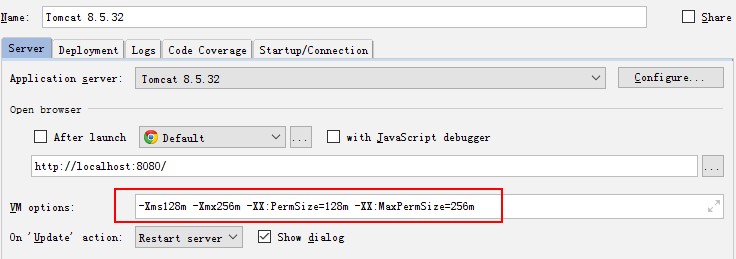 Name: Tomcat 8.5.32 Share
Server Deployment Logs Code Coverage Startup/Connection
Application server: Tomcat 8.5.32 Configure...
Open browser
After launch Default ... with JavaScript debugger
http://localhost:8080/ ...
VM options: -Xms128m -Xmx256m -XX:PermSize=128m -XX:MaxPermSize=256m
On 'Update' action: Restart server Show dialog